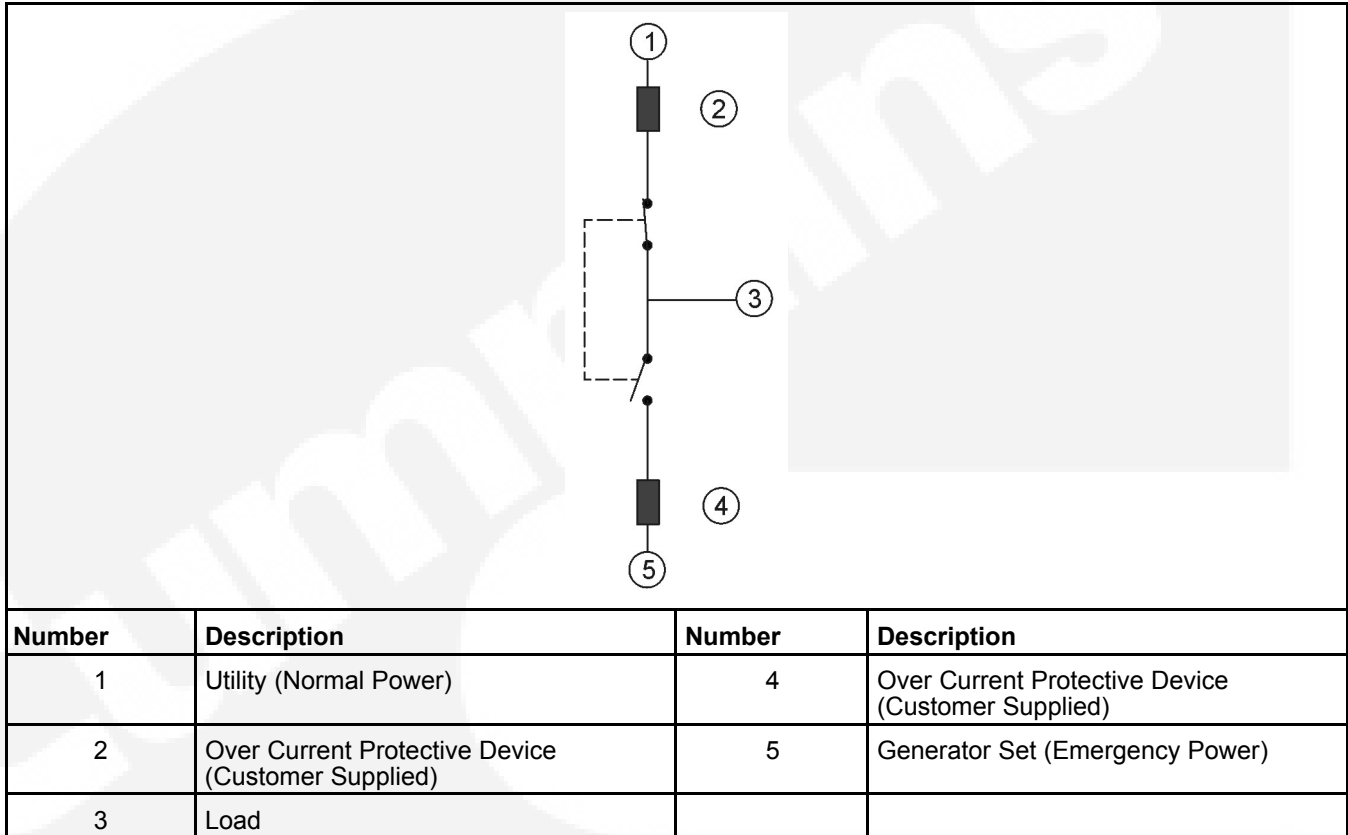 1
2
3
4
5
Number Description Number Description
1 Utility (Normal Power) 4 Over Current Protective Device
(Customer Supplied)
2 Over Current Protective Device
(Customer Supplied) 5 Generator Set (Emergency Power)
3 Load